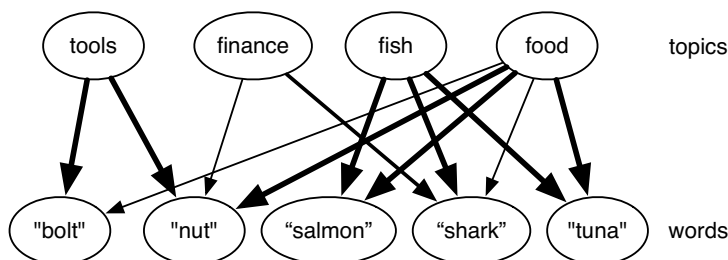 tools finance fish food topics
"bolt" "nut" “salmon” “shark” "tuna" words